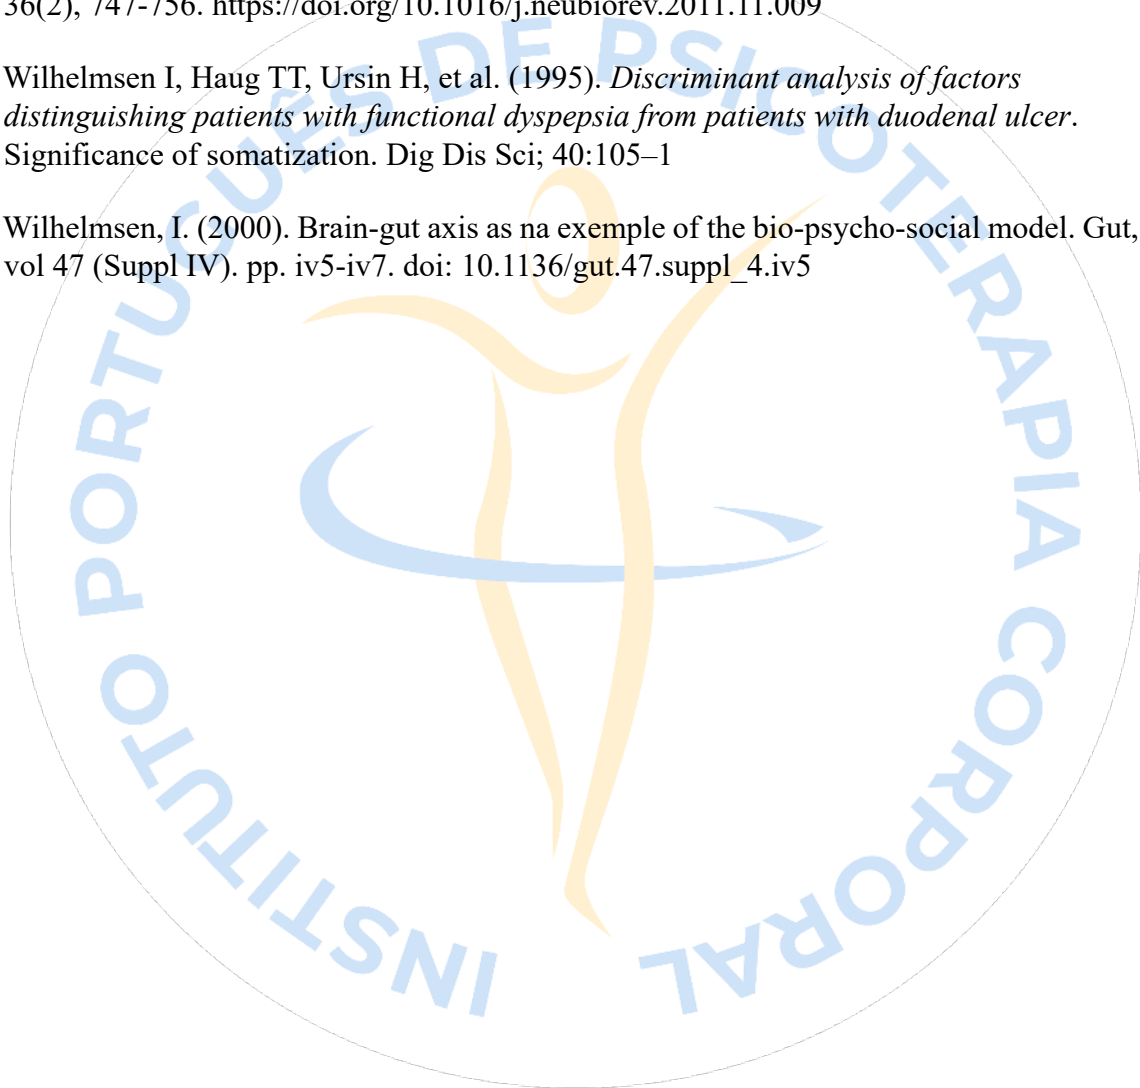 36(2), 747-756. https://doi.org/10.1016/j.neubiorev.2011.11.009
Wilhelmsen I, Haug TT, Ursin H, et al. (1995). Discriminant analysis of factors
distinguishing patients with functional dyspepsia from patients with duodenal ulcer.
Significance of somatization. Dig Dis Sci; 40:105–1
Wilhelmsen, I. (2000). Brain-gut axis as na exemple of the bio-psycho-social model. Gut,
vol 47 (Suppl IV). pp. iv5-iv7. doi: 10.1136/gut.47.suppl_4.iv5
INSTITUTO PORTUGUÊS DE PSICOTERAPIA CORPORAL